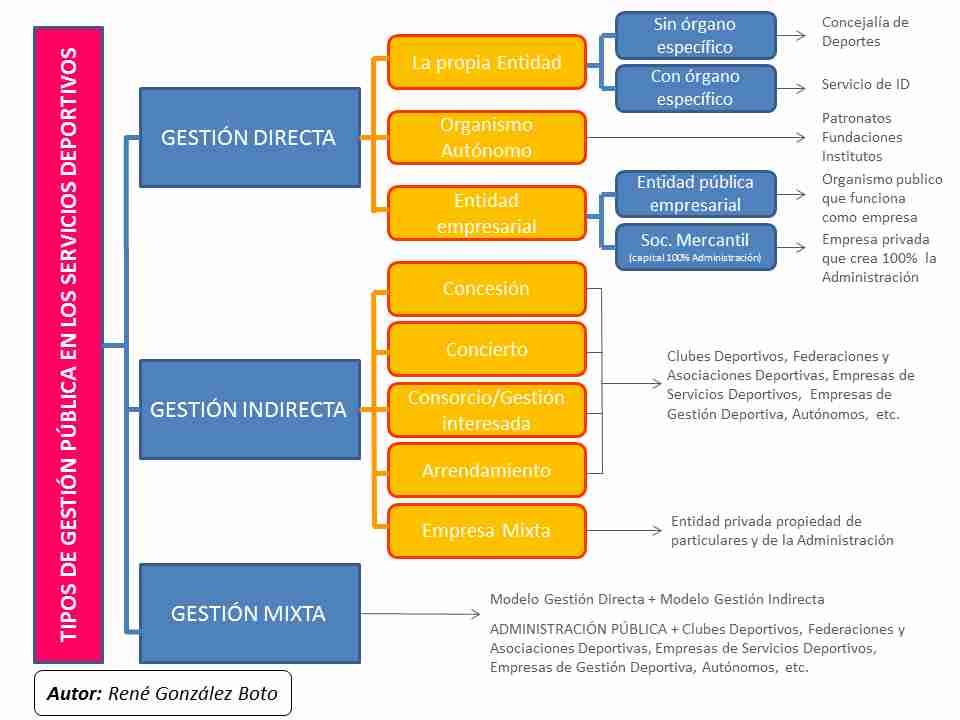 TIPOS DE GESTIÓN PÚBLICA EN LOS SERVICIOS DEPORTIVOS
GESTIÓN DIRECTA
La propia Entidad
Sin órgano
específico
Concejalía de
Deportes
Con órgano
específico
Servicio de ID
Organismo
Autónomo
Patronatos
Fundaciones
Institutos
Entidad
empresarial
Entidad pública
empresarial
Organismo publico
que funciona
como empresa
Soc. Mercantil
(capital 100% Administración)
Empresa privada
que crea 100% la
Administración
GESTIÓN INDIRECTA
Concesión
Concierto
Consorcio/Gestión
interesada
Arrendamiento
Clubes Deportivos, Federaciones y
Asociaciones Deportivas, Empresas de
Servicios Deportivos, Empresas de
Gestión Deportiva, Autónomos, etc.
Empresa Mixta
Entidad privada propiedad de
particulares y de la Administración
GESTIÓN MIXTA
Modelo Gestión Directa + Modelo Gestión Indirecta
ADMINISTRACIÓN PÚBLICA + Clubes Deportivos, Federaciones y
Asociaciones Deportivas, Empresas de Servicios Deportivos,
Empresas de Gestión Deportiva, Autónomos, etc.
Autor: René González Boto